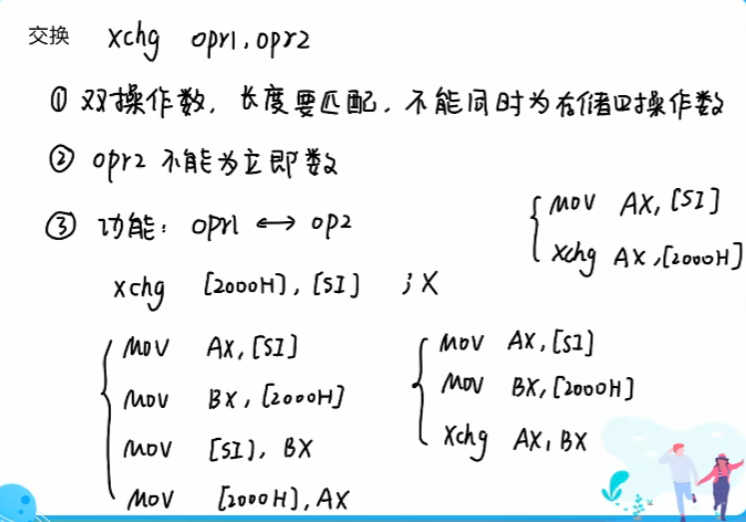 交换 xchg opr1, opr2
① 双操作数, 长度要匹配, 不能同时为存储四操作数
② opr2 不能为立即数
③ 功能: opr1 ↔ op2
{ mov AX, [SI]
xchg AX, [2000H]
xchg [2000H], [SI] ; X
{ mov AX, [SI]
mov BX, [2000H]
mov [SI], BX
mov [2000H], AX
{ mov AX, [SI]
mov BX, [2000H]
xchg AX, BX